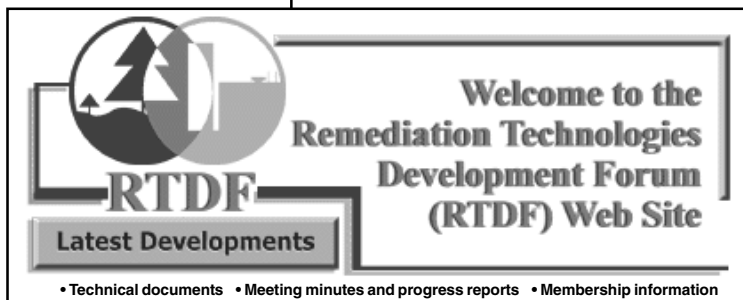 Welcome to the
Remediation Technologies
Development Forum
(RTDF) Web Site
RTDF
Latest Developments
• Technical documents • Meeting minutes and progress reports • Membership information